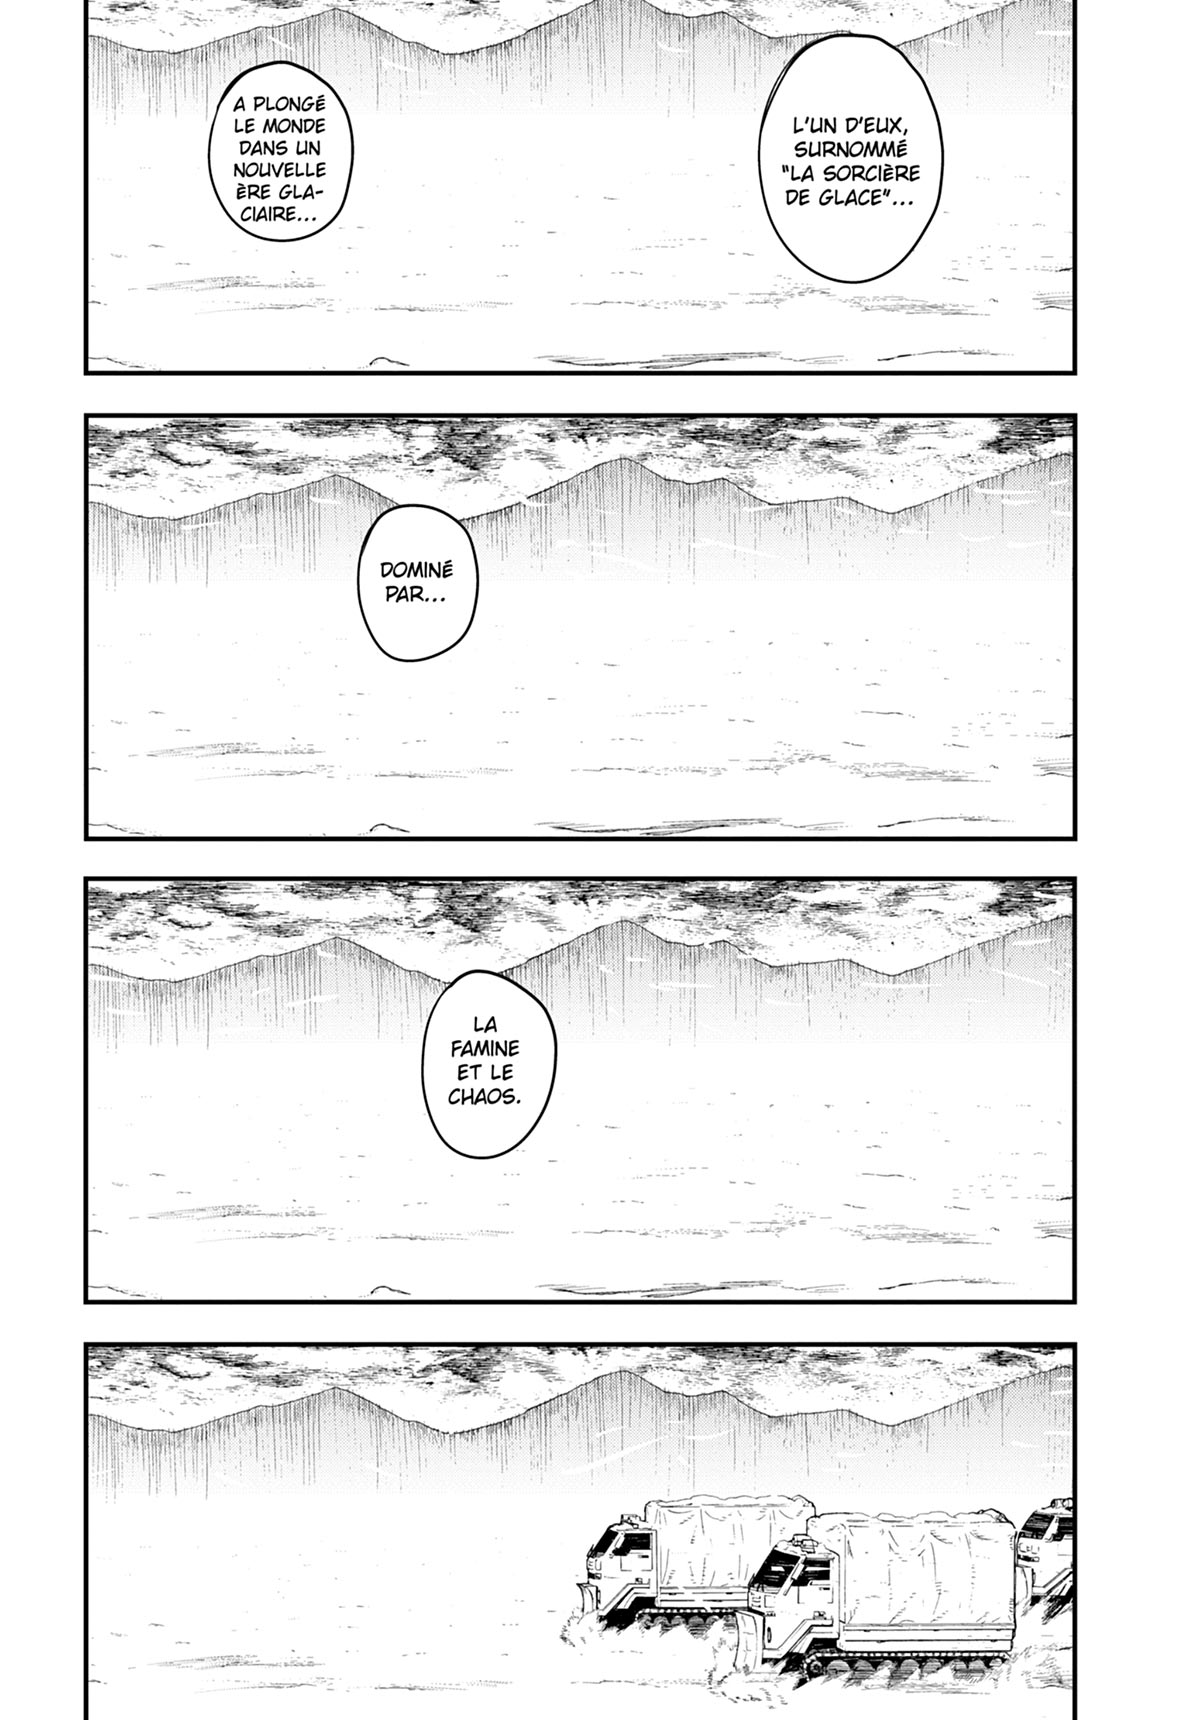 L'UN D'EUX,
SURNOMMÉ
"LA SORCIÈRE
DE GLACE"...
A PLONGÉ
LE MONDE
DANS UN
NOUVELLE
ÈRE GLA-
CIAIRE...
DOMINÉ
PAR...
LA
FAMINE
ET LE
CHAOS.